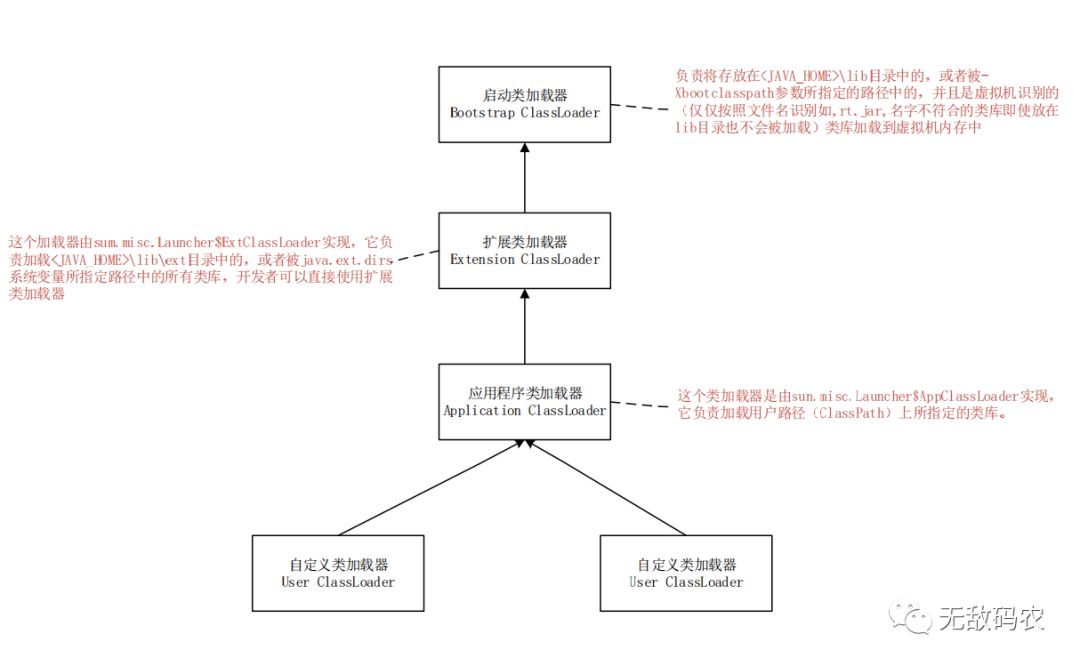 启动类加载器
Bootstrap ClassLoader
负责将存放在<JAVA_HOME>\lib目录中的，或者被-
Xbootclasspath参数所指定的路径中的，并且是虚拟机识别的
（仅仅按照文件名识别如,rt.jar,名字不符合的类库即使放在
lib目录也不会被加载）类库加载到虚拟机内存中
这个加载器由sum.misc.Launcher$ExtClassLoader实现，它负
责加载<JAVA_HOME>\lib\ext目录中的，或者被java.ext.dirs
系统变量所指定路径中的所有类库，开发者可以直接使用扩展
类加载器
扩展类加载器
Extension ClassLoader
应用程序类加载器
Application ClassLoader
这个类加载器是由sun.misc.Launcher$AppClassLoader实现，
它负责加载用户路径（ClassPath）上所指定的类库。
自定义类加载器
User ClassLoader
自定义类加载器
User ClassLoader
无敌码农